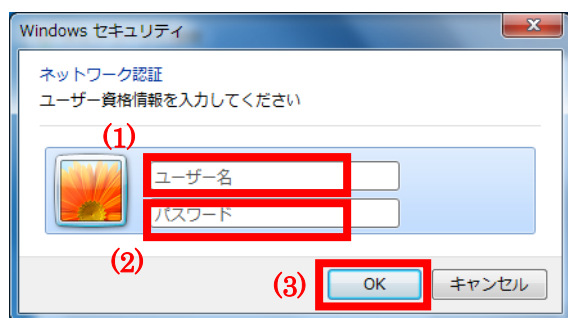 Windows セキュリティ
ネットワーク認証
ユーザー資格情報を入力してください
(1)
ユーザー名
パスワード
(2)
(3)
OK
キャンセル